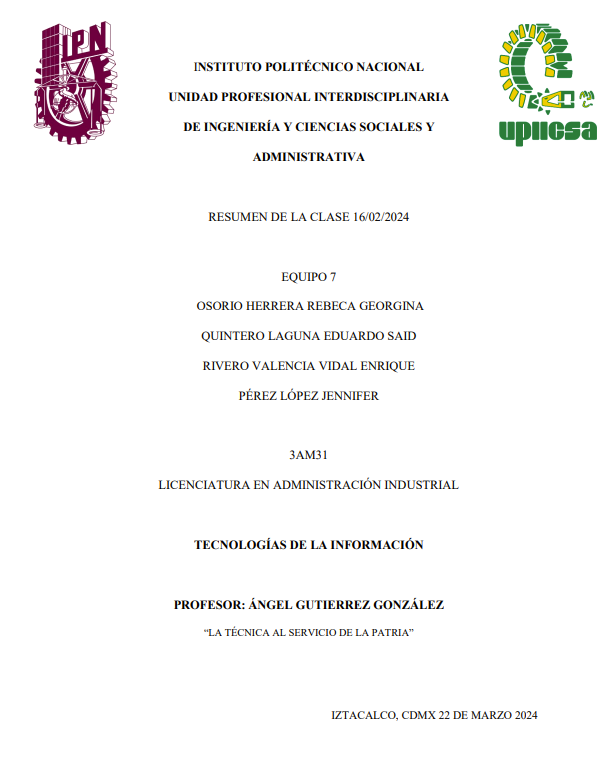 IPN
INSTITUTO POLITÉCNICO NACIONAL
UNIDAD PROFESIONAL INTERDISCIPLINARIA
DE INGENIERÍA Y CIENCIAS SOCIALES Y
ADMINISTRATIVA
upiicsa
RESUMEN DE LA CLASE 16/02/2024
EQUIPO 7
OSORIO HERRERA REBECA GEORGINA
QUINTERO LAGUNA EDUARDO SAID
RIVERO VALENCIA VIDAL ENRIQUE
PÉREZ LÓPEZ JENNIFER
3AM31
LICENCIATURA EN ADMINISTRACIÓN INDUSTRIAL
TECNOLOGÍAS DE LA INFORMACIÓN
PROFESOR: ÁNGEL GUTIERREZ GONZÁLEZ
“LA TÉCNICA AL SERVICIO DE LA PATRIA”
IZTACALCO, CDMX 22 DE MARZO 2024